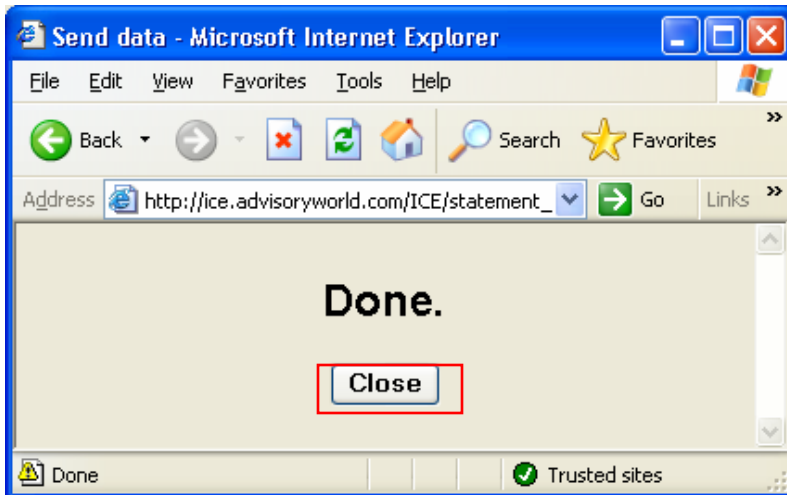 Send data - Microsoft Internet Explorer
File Edit View Favorites Tools Help
Back Search Favorites »
Address http://ice.advisoryworld.com/ICE/statement_ Go Links »
Done.
Close
Done Trusted sites